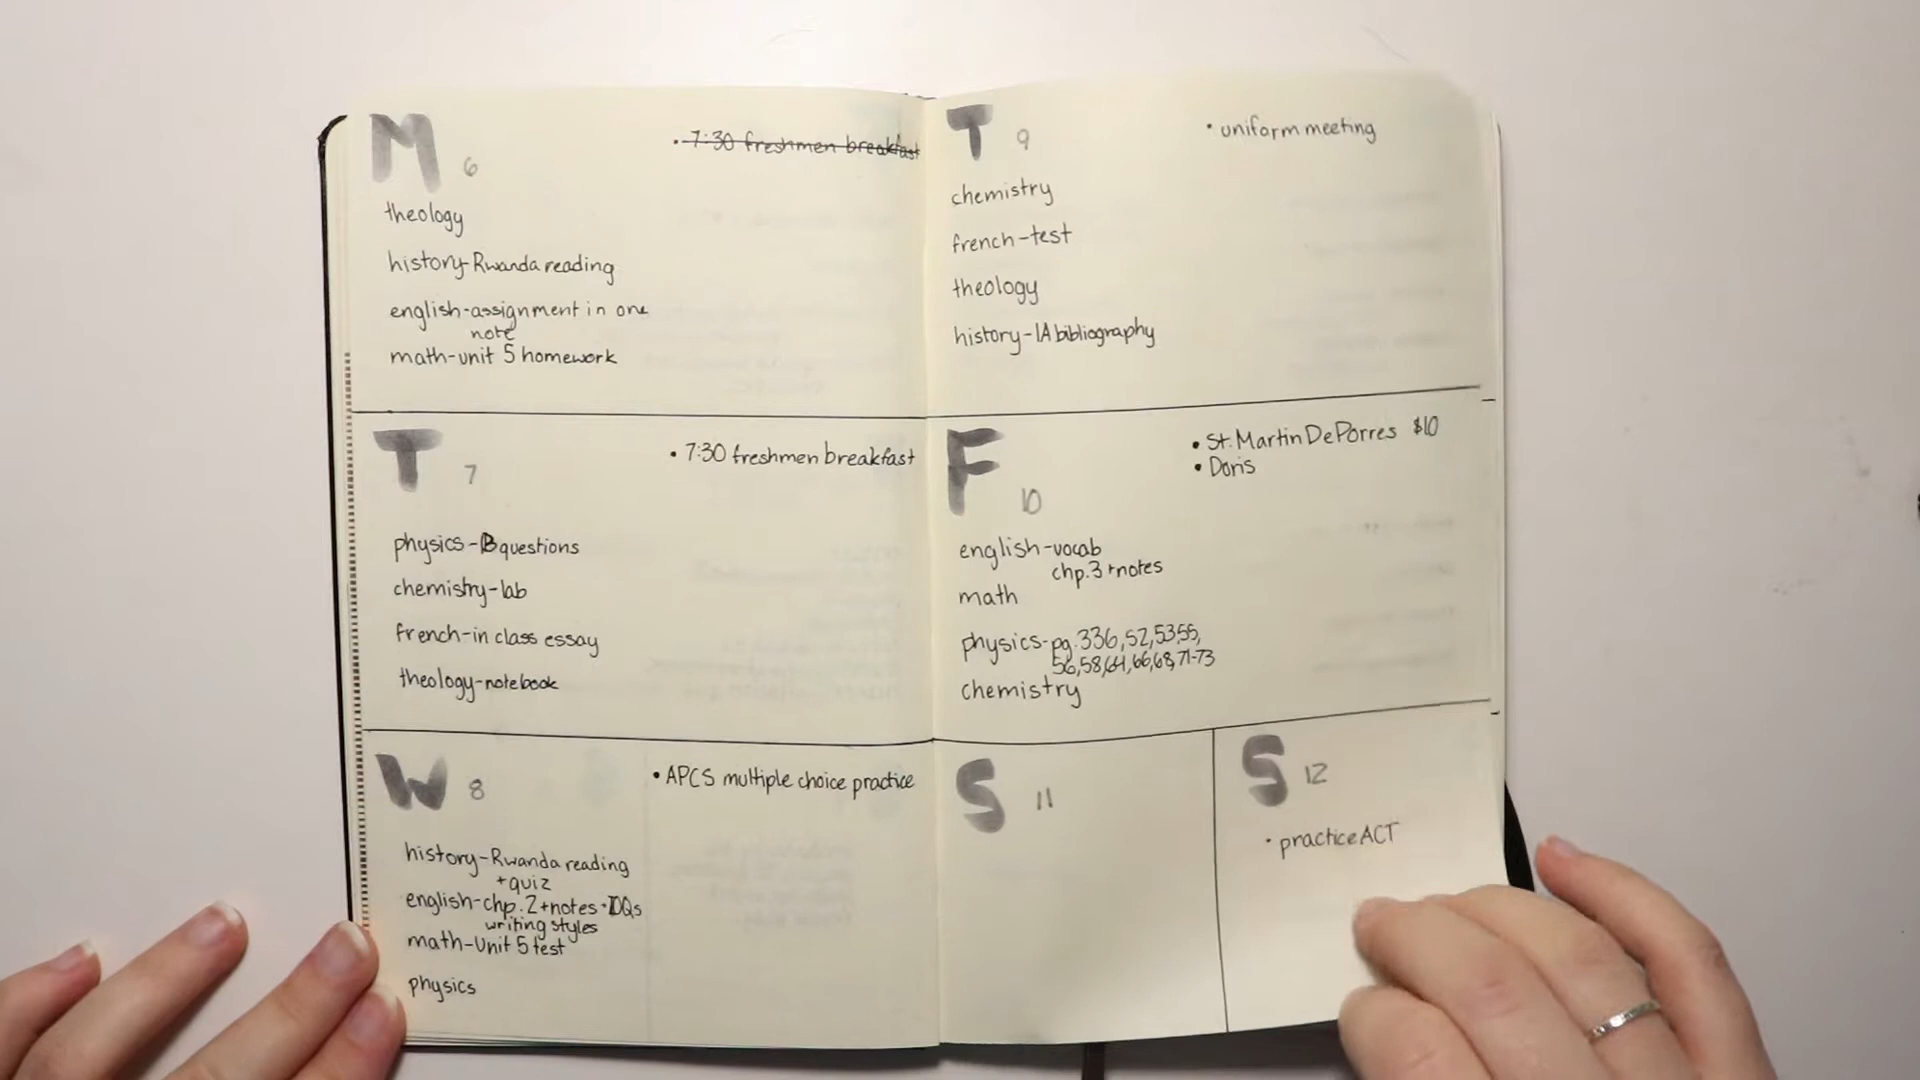 M 6
• 7:30 freshmen breakfast
theology
history-Rwanda reading
english-assignment in one
note
math-unit 5 homework
T 7
• 7:30 freshmen breakfast
physics-B questions
chemistry-lab
french-in class essay
theology-notebook
W 8
• APCS multiple choice practice
history-Rwanda reading
+quiz
english-chp. 2+notes+DQs
writing styles
math-Unit 5 test
physics
T 9
• uniform meeting
chemistry
french-test
theology
history-IA bibliography
F 10
• St. Martin De Porres $10
• Doris
english-vocab
chp. 3+notes
math
physics-pg. 336, 52, 53, 55,
56, 58, 64, 66, 68, 71-73
chemistry
S 11
S 12
• practice ACT